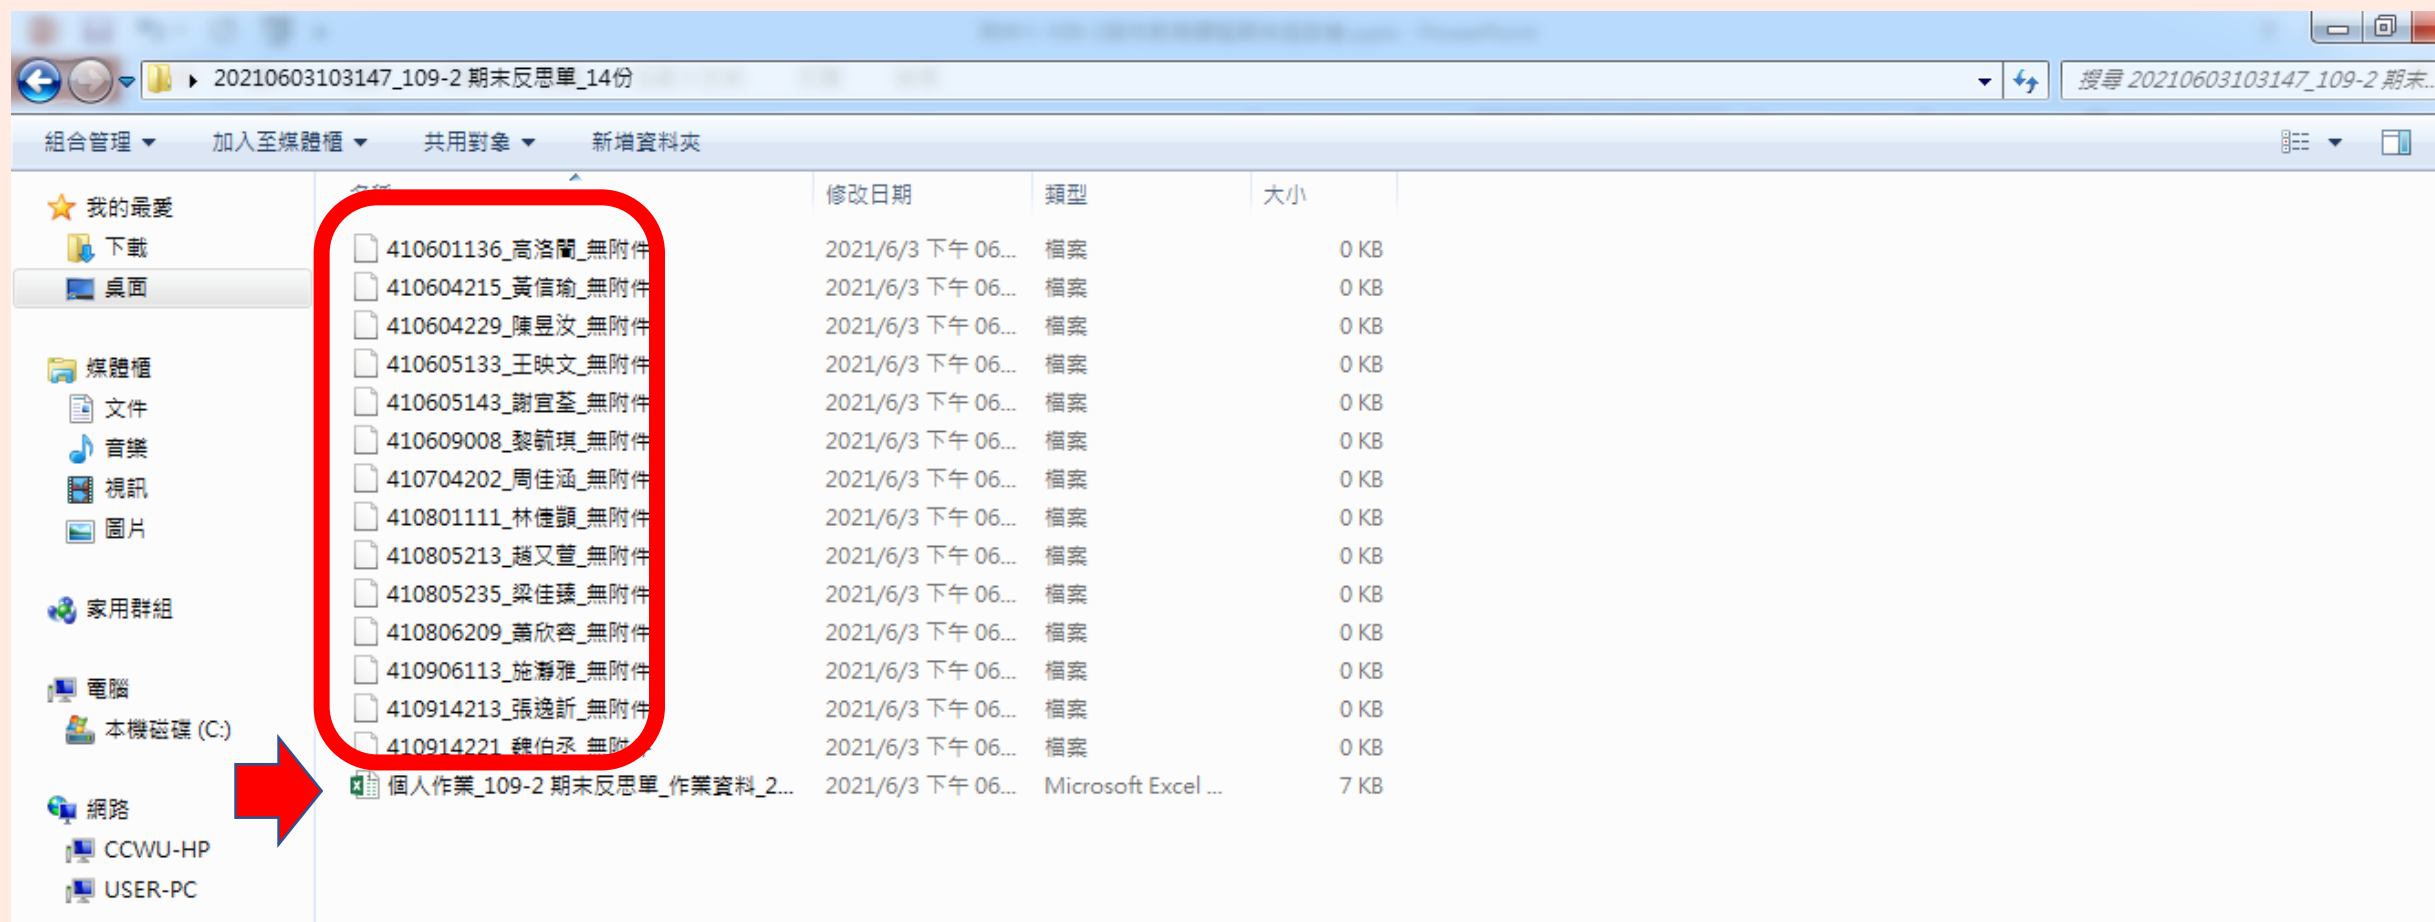 20210603103147_109-2 期末反思單_14份
搜尋 20210603103147_109-2 期末...
組合管理 加入至媒體櫃 共用對象 新增資料夾
名稱 修改日期 類型 大小
我的最愛
下載
桌面
媒體櫃
文件
音樂
視訊
圖片
家用群組
電腦
本機磁碟 (C:)
網路
CCWU-HP
USER-PC
410601136_高洛闈_無附件 2021/6/3 下午 06... 檔案 0 KB
410604215_黃信瑜_無附件 2021/6/3 下午 06... 檔案 0 KB
410604229_陳昱汝_無附件 2021/6/3 下午 06... 檔案 0 KB
410605133_王映文_無附件 2021/6/3 下午 06... 檔案 0 KB
410605143_謝宜荃_無附件 2021/6/3 下午 06... 檔案 0 KB
410609008_黎毓琪_無附件 2021/6/3 下午 06... 檔案 0 KB
410704202_周佳涵_無附件 2021/6/3 下午 06... 檔案 0 KB
410801111_林倢顗_無附件 2021/6/3 下午 06... 檔案 0 KB
410805213_趙又萱_無附件 2021/6/3 下午 06... 檔案 0 KB
410805235_梁佳臻_無附件 2021/6/3 下午 06... 檔案 0 KB
410806209_蕭欣容_無附件 2021/6/3 下午 06... 檔案 0 KB
410906113_施瀞雅_無附件 2021/6/3 下午 06... 檔案 0 KB
410914213_張逸訢_無附件 2021/6/3 下午 06... 檔案 0 KB
410914221_魏伯丞_無附 2021/6/3 下午 06... 檔案 0 KB
個人作業_109-2 期末反思單_作業資料_2... 2021/6/3 下午 06... Microsoft Excel ... 7 KB